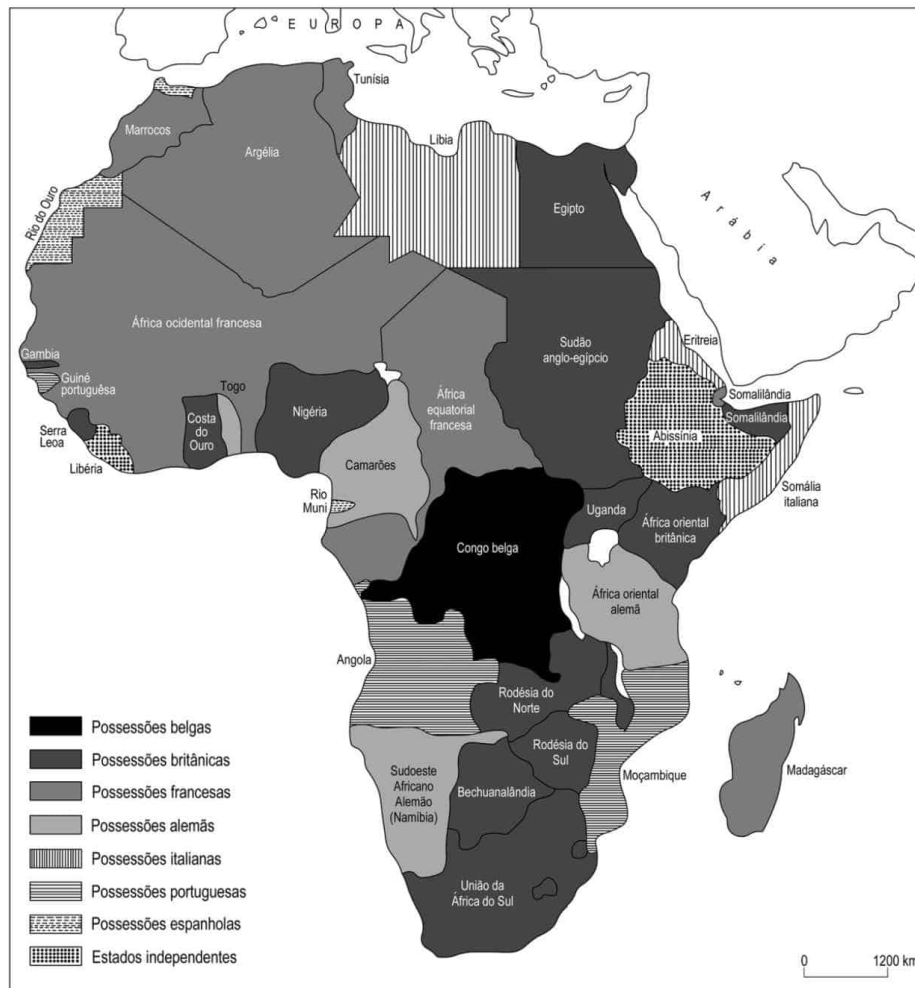 EUROPA
Tunísia
Marrocos
Argélia
Líbia
Egipto
Rio do Ouro
Arábia
África ocidental francesa
Sudão
anglo-egípcio
Eritreia
Gambia
Guiné
portuguêsa
Togo
Nigéria
África
equatorial
francesa
Somalilândia
Somalilândia
Costa
do
Ouro
Abissínia
Serra
Leoa
Libéria
Camarões
Somália
italiana
Rio
Muni
Uganda
África oriental
britânica
Congo belga
África oriental
alemã
Angola
Rodésia do
Norte
Rodésia
do Sul
Moçambique
Madagáscar
Sudoeste
Africano
Alemão
(Namíbia)
Bechuanalândia
União da
África do Sul
Possessões belgas
Possessões britânicas
Possessões francesas
Possessões alemãs
Possessões italianas
Possessões portuguesas
Possessões espanholas
Estados independentes
0 1200 km